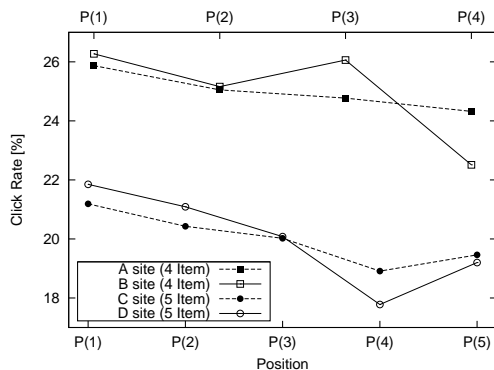 P(1) P(2) P(3) P(4)
26
24
22
20
18
Click Rate [%]
A site (4 Item)
B site (4 Item)
C site (5 Item)
D site (5 Item)
P(1) P(2) P(3) P(4) P(5)
Position